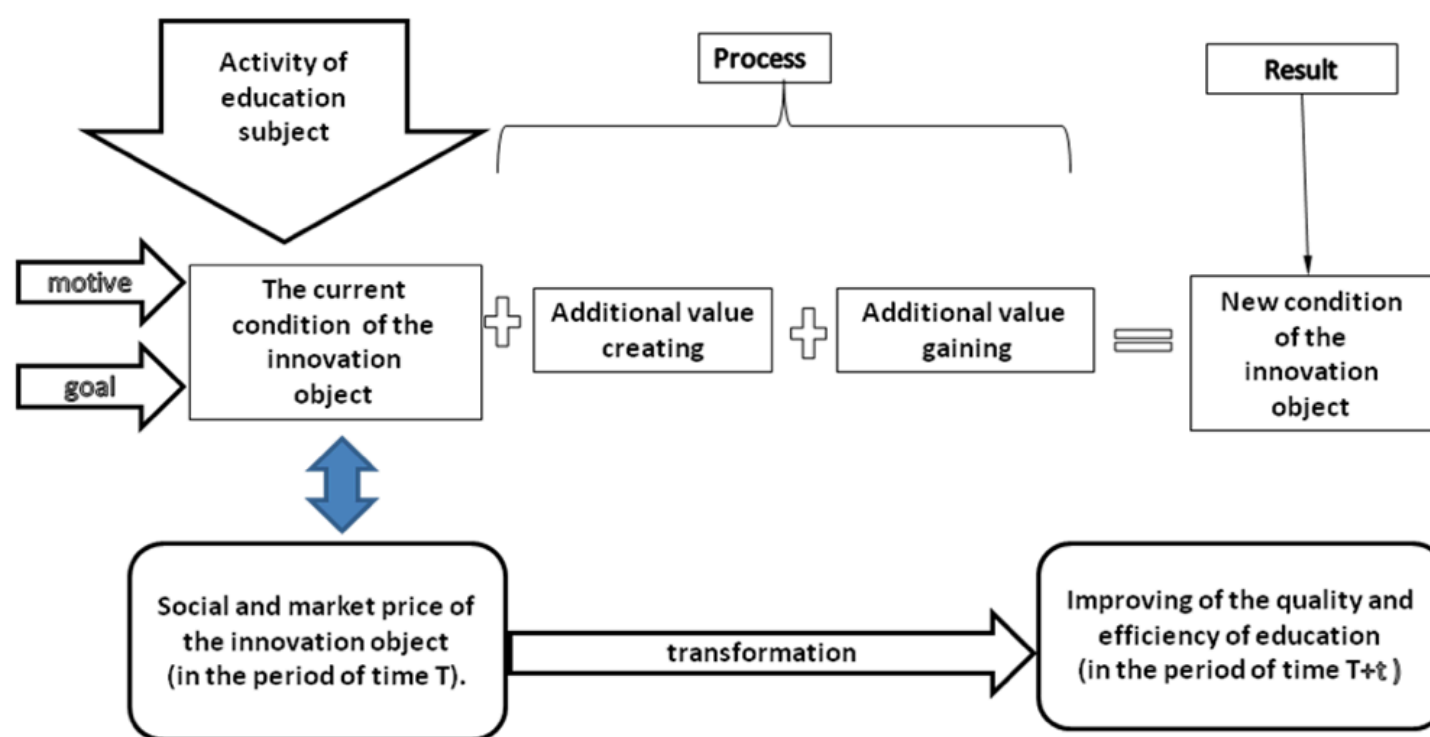 Activity of
education
subject
Process
Result
motive
goal
The current
condition of the
innovation
object
Additional value
creating
Additional value
gaining
New condition
of the
innovation
object
Social and market price of
the innovation object
(in the period of time T).
transformation
Improving of the quality and
efficiency of education
(in the period of time T+t )